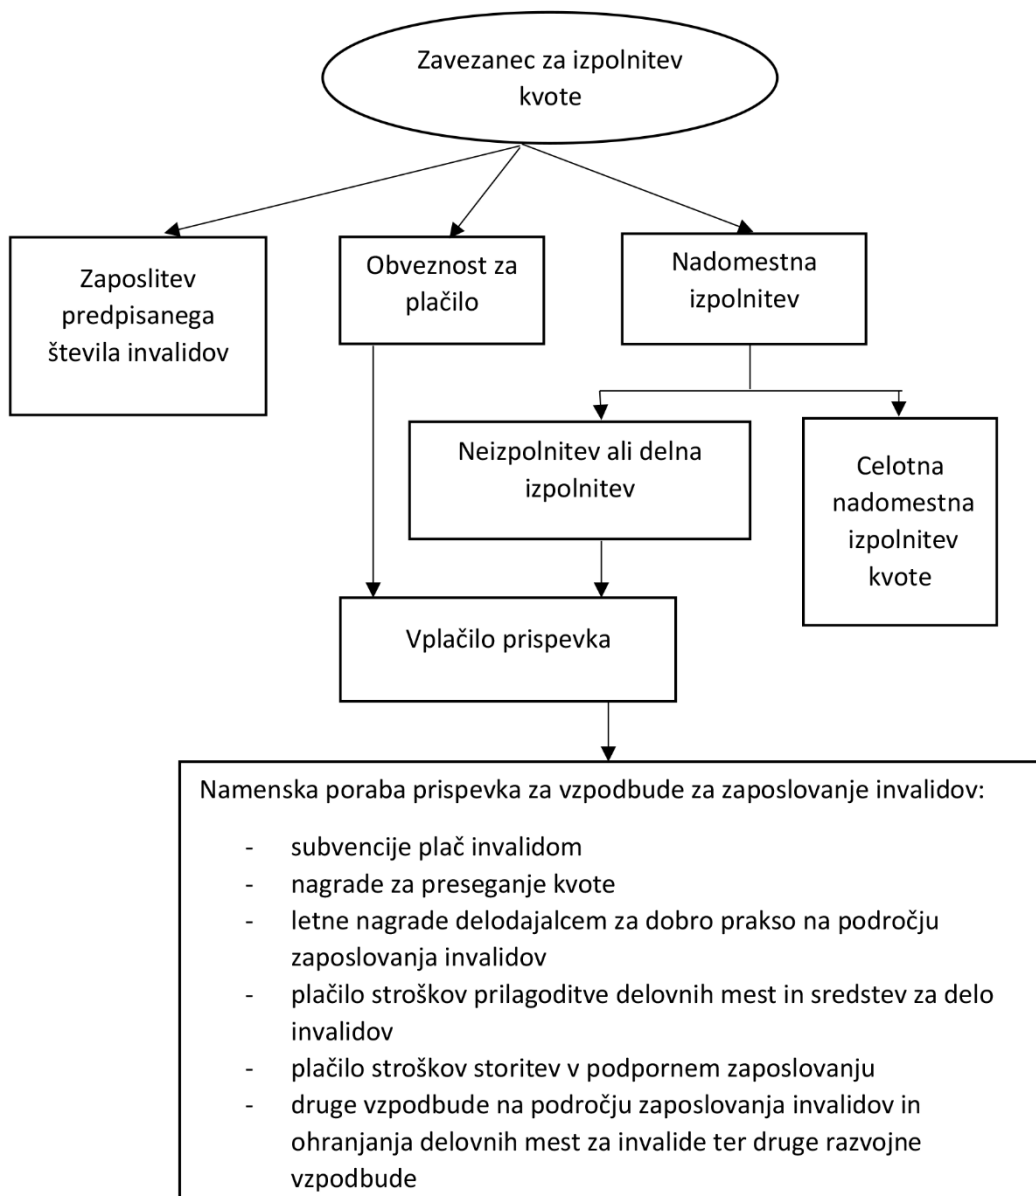 Zavezanec za izpolnitev
kvote
Zaposlitev
predpisanega
števila invalidov
Obveznost za
plačilo
Nadomestna
izpolnitev
Neizpolnitev ali delna
izpolnitev
Celotna
nadomestna
izpolnitev
kvote
Vplačilo prispevka
Namenska poraba prispevka za vzpodbude za zaposlovanje invalidov:
- subvencije plač invalidom
- nagrade za preseganje kvote
- letne nagrade delodajalcem za dobro prakso na področju
zaposlovanja invalidov
- plačilo stroškov prilagoditve delovnih mest in sredstev za delo
invalidov
- plačilo stroškov storitev v podpornem zaposlovanju
- druge vzpodbude na področju zaposlovanja invalidov in
ohranjanja delovnih mest za invalide ter druge razvojne
vzpodbude